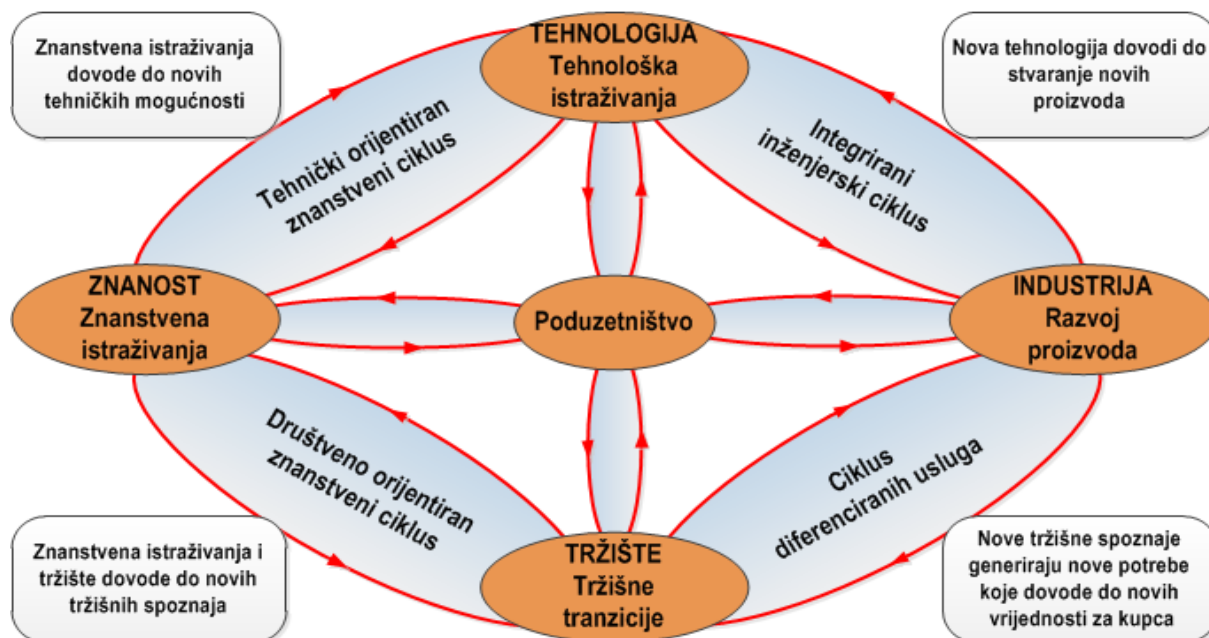 Znanstvena istraživanja
dovode do novih
tehničkih mogućnosti
TEHNOLOGIJA
Tehnološka
istraživanja
Nova tehnologija dovodi do
stvaranje novih
proizvoda
Tehnički orijentiran
znanstveni ciklus
Integrirani
inženjerski ciklus
ZNANOST
Znanstvena
istraživanja
Poduzetništvo
INDUSTRIJA
Razvoj
proizvoda
Društveno orijentiran
znanstveni ciklus
Ciklus
diferenciranih usluga
Znanstvena istraživanja i
tržište dovode do novih
tržišnih spoznaja
TRŽIŠTE
Tržišne
tranzicije
Nove tržišne spoznaje
generiraju nove potrebe
koje dovode do novih
vrijednosti za kupca